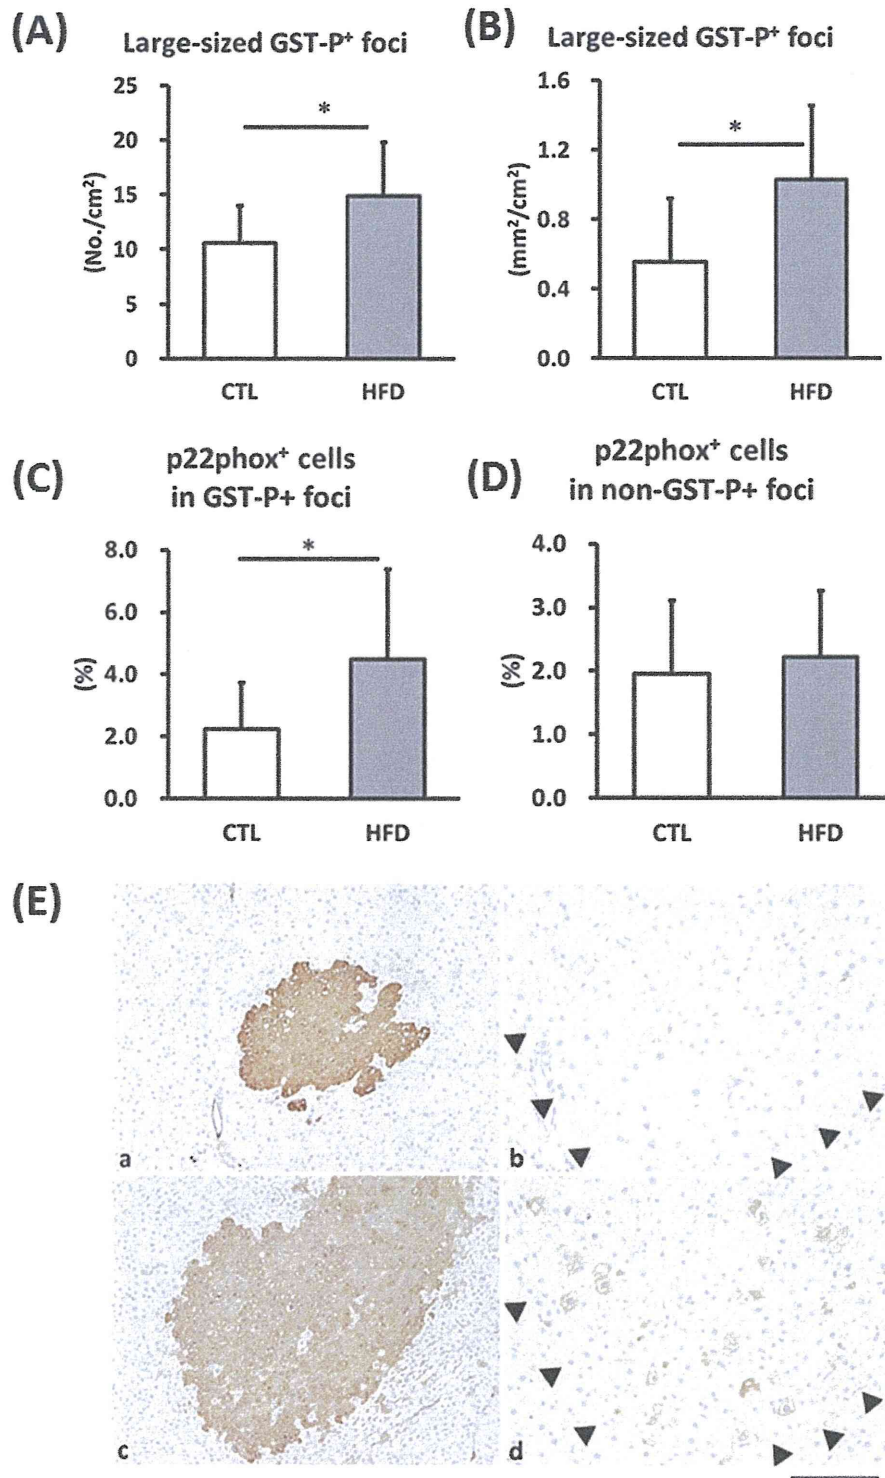 (A)
Large-sized GST-P⁺ foci
25
20
15
10
5
0
(No./cm²)
*
CTL HFD
(B)
Large-sized GST-P⁺ foci
1.6
1.2
0.8
0.4
0.0
(mm²/cm²)
*
CTL HFD
(C)
p22phox⁺ cells
in GST-P+ foci
8.0
6.0
4.0
2.0
0.0
(%)
*
CTL HFD
(D)
p22phox⁺ cells
in non-GST-P+ foci
4.0
3.0
2.0
1.0
0.0
(%)
CTL HFD
(E)
a
b
c
d